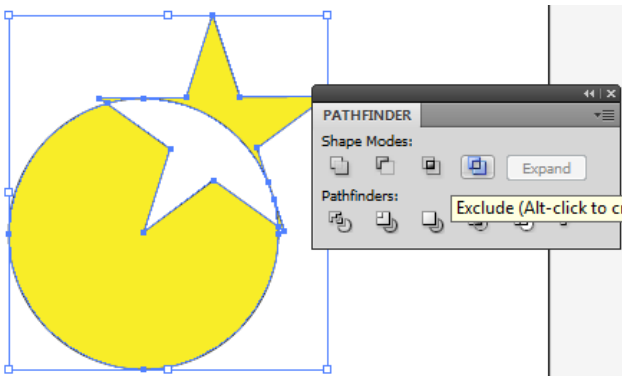 PATHFINDER
Shape Modes:
Expand
Pathfinders:
Exclude (Alt-click to